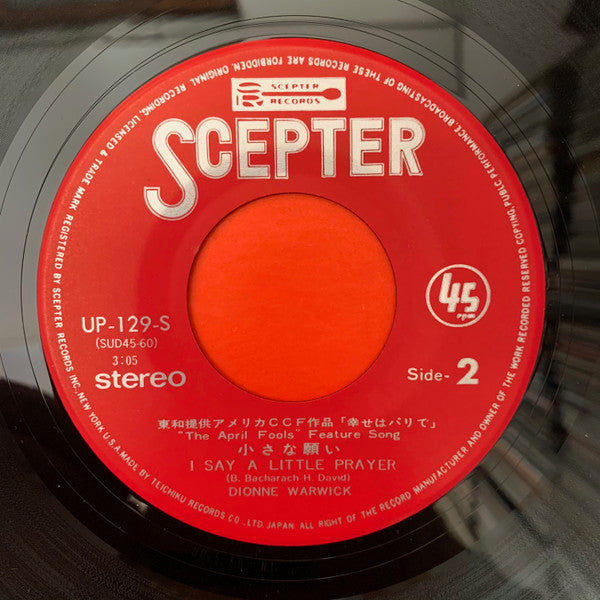 SCEPTER
RECORDS
SCEPTER
45
rpm
UP-129-S
(SUD45-60)
3:05
stereo
Side- 2
東和提供アメリカCCF作品「幸せはパリで」
"The April Fools" Feature Song
小さな願い
I SAY A LITTLE PRAYER
(B. Bacharach H. David)
DIONNE WARWICK
TRADE MARK REGISTERED BY SCEPTER RECORDS INC. NEW YORK U.S.A. MADE BY TEICHIKU RECORDS CO., LTD. JAPAN. ALL RIGHT OF THE RECORD MANUFACTURER AND OF THE OWNER OF THE WORK RECORDED RESERVED COPYING, PUBLIC PERFORMANCE BROADCASTING OF THESE RECORDS ARE FORBIDDEN, ORIGINAL RECORDING, LICENSED &